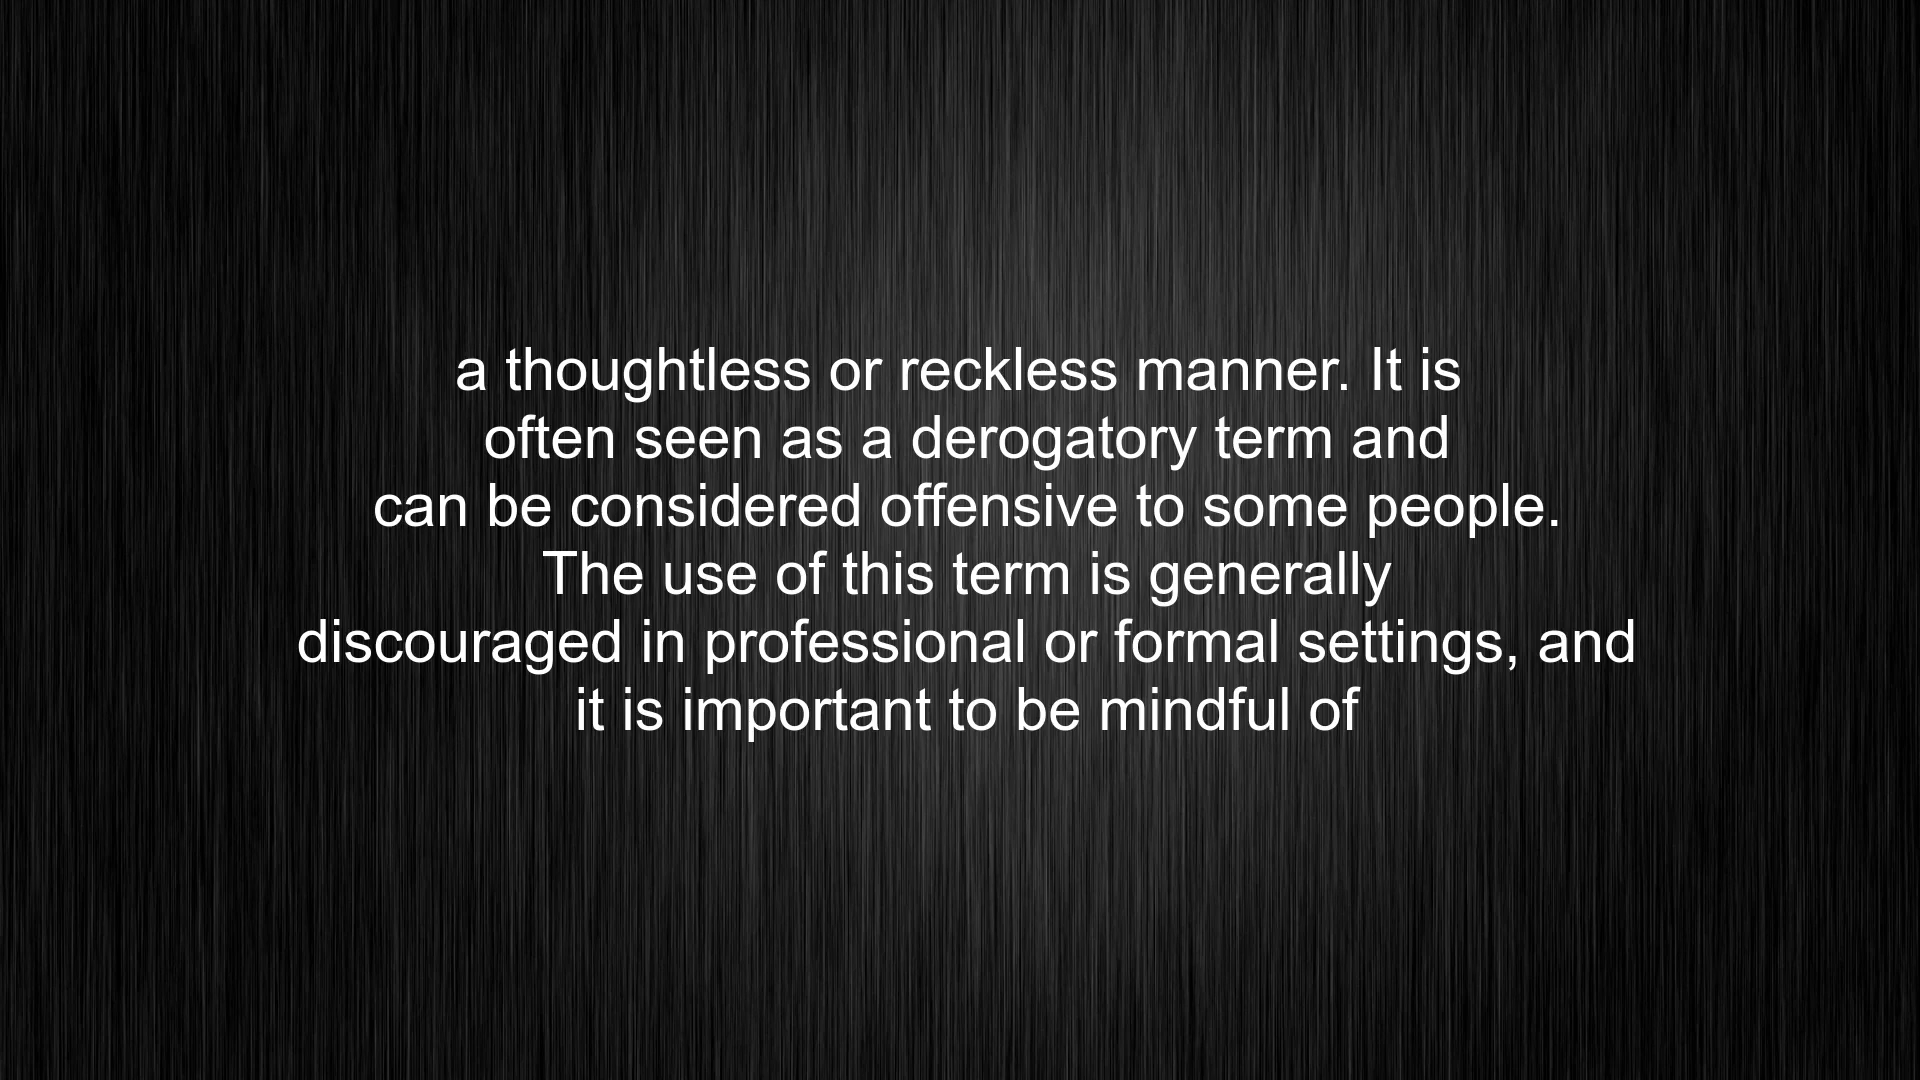 a thoughtless or reckless manner. It is
often seen as a derogatory term and
can be considered offensive to some people.
The use of this term is generally
discouraged in professional or formal settings, and
it is important to be mindful of